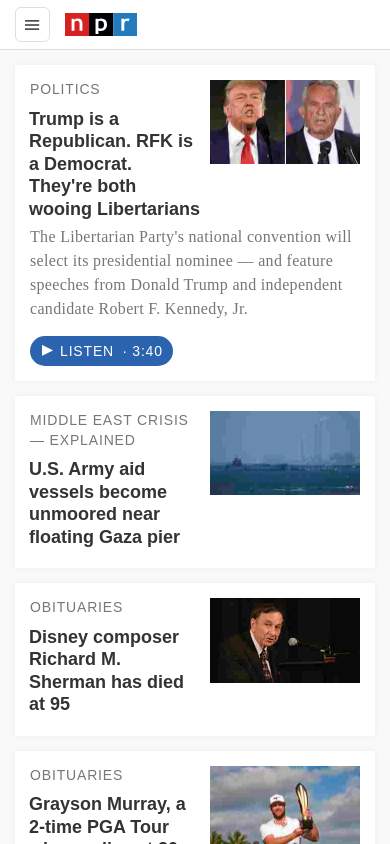 npr
POLITICS
Trump is a
Republican. RFK is
a Democrat.
They're both
wooing Libertarians
The Libertarian Party's national convention will
select its presidential nominee — and feature
speeches from Donald Trump and independent
candidate Robert F. Kennedy, Jr.
LISTEN · 3:40
MIDDLE EAST CRISIS
— EXPLAINED
U.S. Army aid
vessels become
unmoored near
floating Gaza pier
OBITUARIES
Disney composer
Richard M.
Sherman has died
at 95
OBITUARIES
Grayson Murray, a
2-time PGA Tour